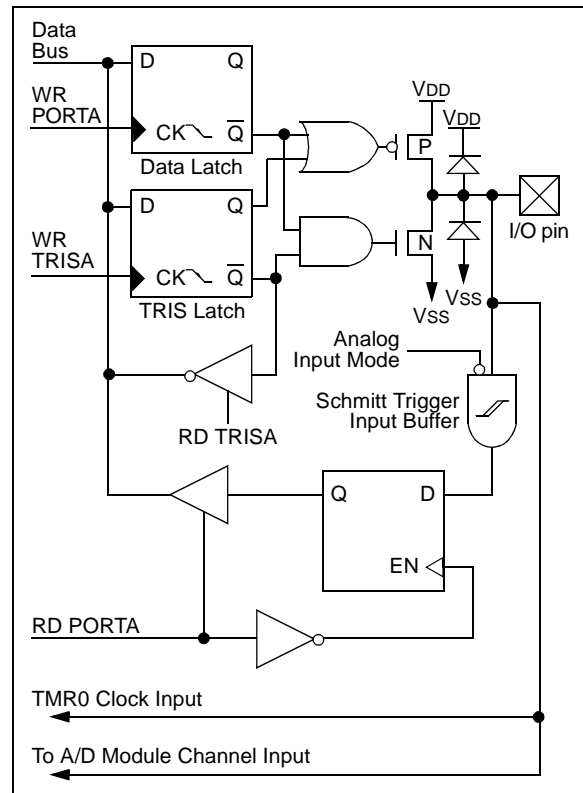 Data
Bus
D Q
WR
PORTA
CK Q
Data Latch
VDD
VDD
P
D Q
I/O pin
WR
TRISA
CK Q
N
TRIS Latch
VSS
VSS
Analog
Input Mode
Schmitt Trigger
Input Buffer
RD TRISA
Q D
EN
RD PORTA
TMR0 Clock Input
To A/D Module Channel Input